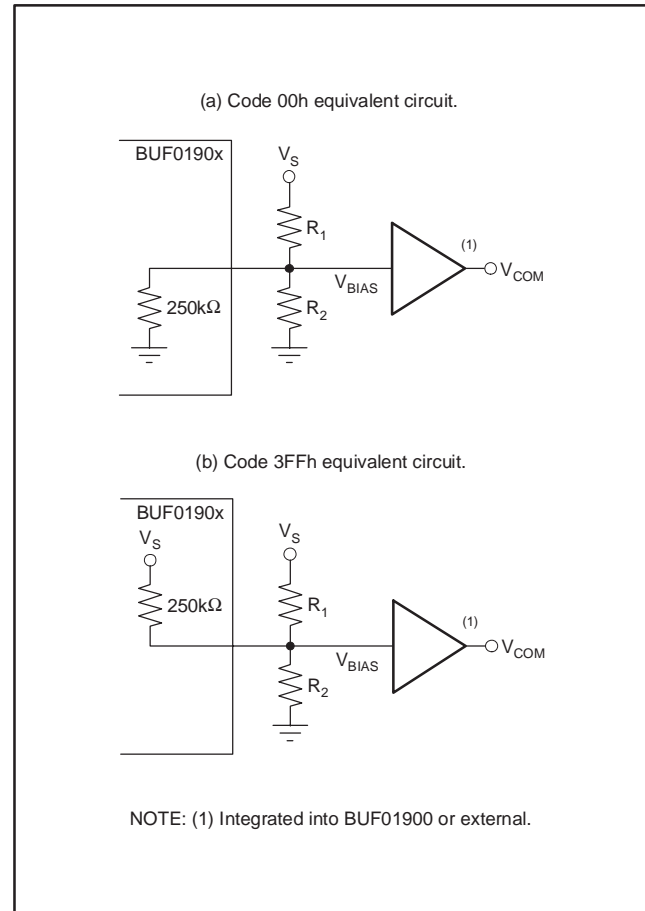 (a) Code 00h equivalent circuit.
BUF0190x
V_S
R_1
(1)
V_COM
V_BIAS
250kΩ
R_2
(b) Code 3FFh equivalent circuit.
BUF0190x
V_S
V_S
250kΩ
R_1
(1)
V_COM
V_BIAS
R_2
NOTE: (1) Integrated into BUF01900 or external.